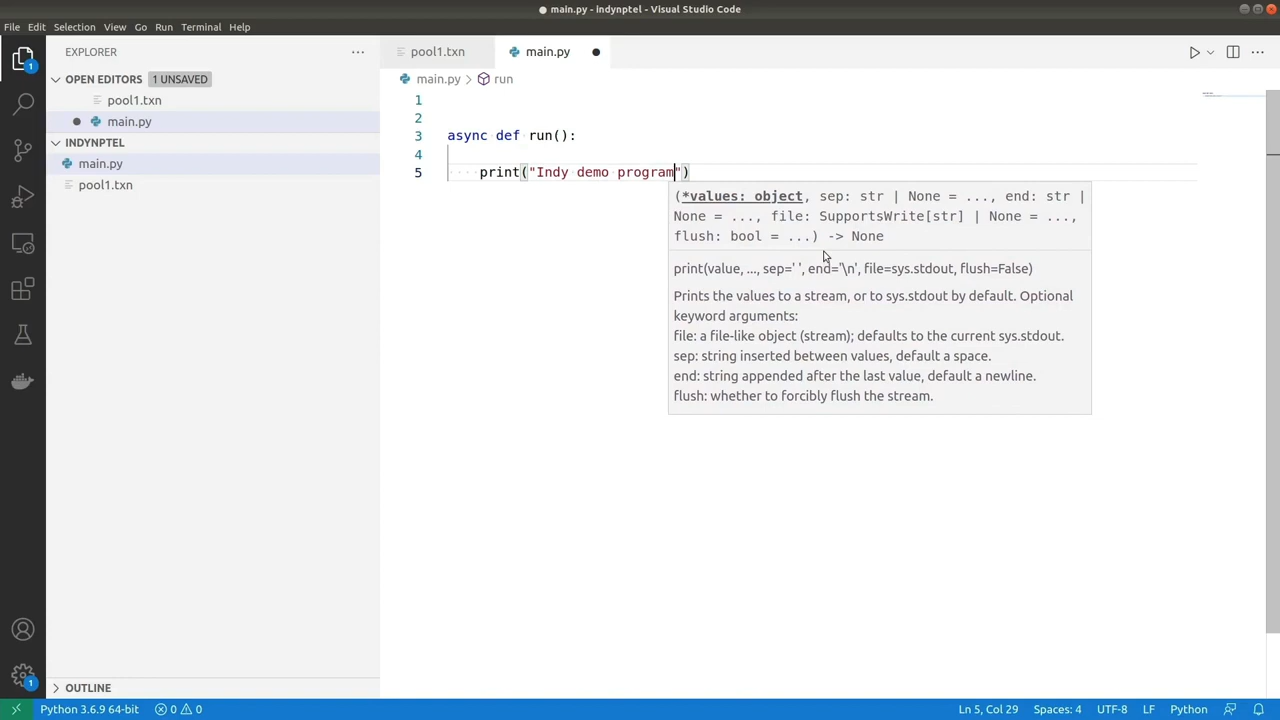 main.py - indynptel - Visual Studio Code
File Edit Selection View Go Run Terminal Help
EXPLORER
OPEN EDITORS 1 UNSAVED
pool1.txn
main.py
INDYNPTEL
main.py
pool1.txn
OUTLINE
pool1.txn main.py
main.py run
1
2
3 async def run():
4
5 print("Indy demo program")
(*values: object, sep: str | None = ..., end: str |
None = ..., file: SupportsWrite[str] | None = ...,
flush: bool = ...) -> None
print(value, ..., sep=' ', end='\n', file=sys.stdout, flush=False)
Prints the values to a stream, or to sys.stdout by default. Optional
keyword arguments:
file: a file-like object (stream); defaults to the current sys.stdout.
sep: string inserted between values, default a space.
end: string appended after the last value, default a newline.
flush: whether to forcibly flush the stream.
1
1
Python 3.6.9 64-bit 0 0 Ln 5, Col 29 Spaces: 4 UTF-8 LF Python